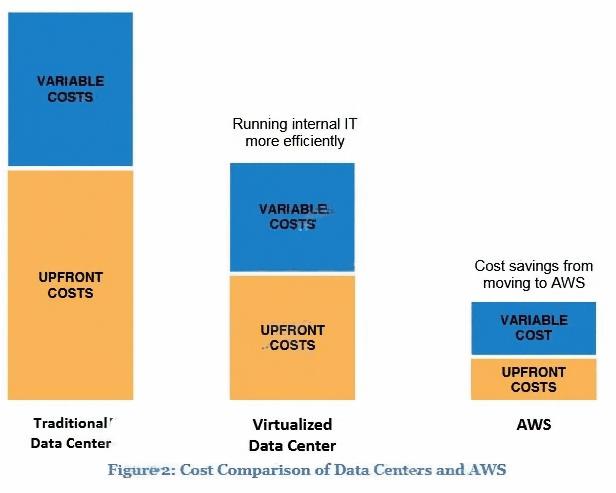 VARIABLE
COSTS
UPFRONT
COSTS
Traditional
Data Center
Running internal IT
more efficiently
VARIABLE
COSTS
UPFRONT
COSTS
Virtualized
Data Center
Cost savings from
moving to AWS
VARIABLE
COST
UPFRONT
COSTS
AWS
Figure 2: Cost Comparison of Data Centers and AWS